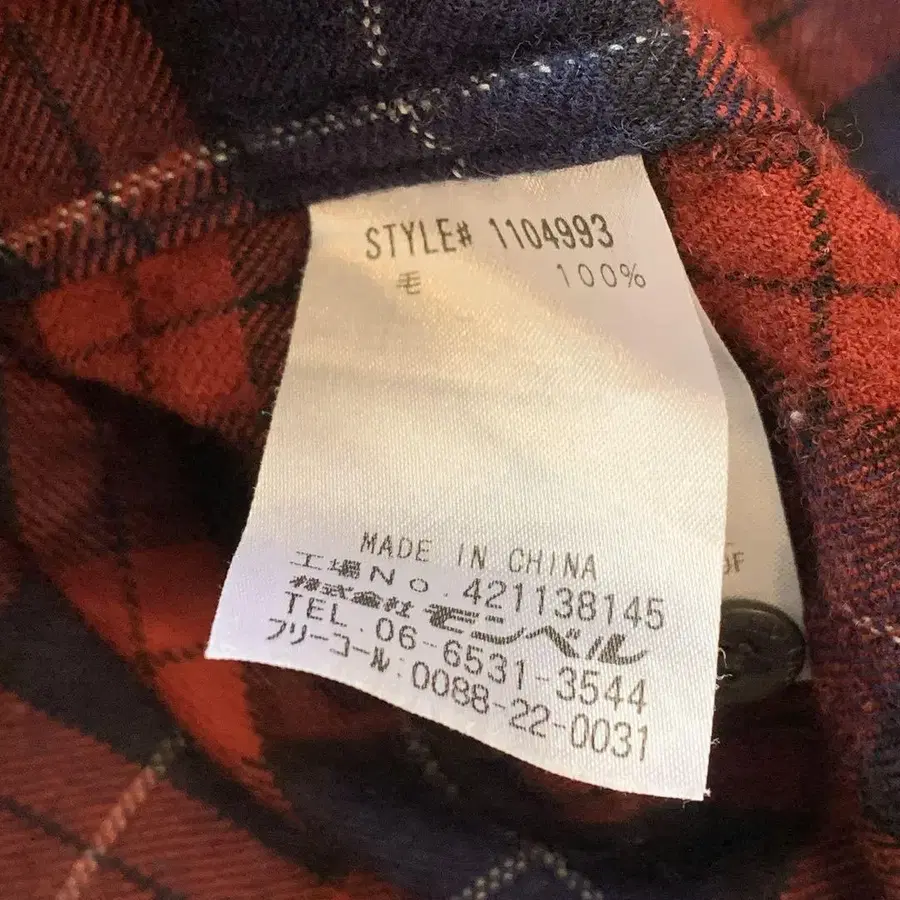 STYLE# 1104993
毛 100%
MADE IN CHINA
工場No. 421138145
株式会社モンベル
TEL. 06-6531-3544
フリーコール:0088-22-0031